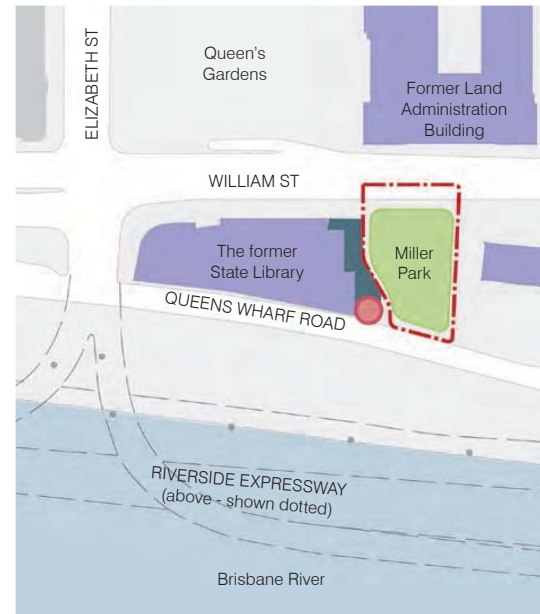 ELIZABETH ST
Queen's
Gardens
Former Land
Administration
Building
WILLIAM ST
The former
State Library
Miller
Park
QUEENS WHARF ROAD
RIVERSIDE EXPRESSWAY
(above - shown dotted)
Brisbane River